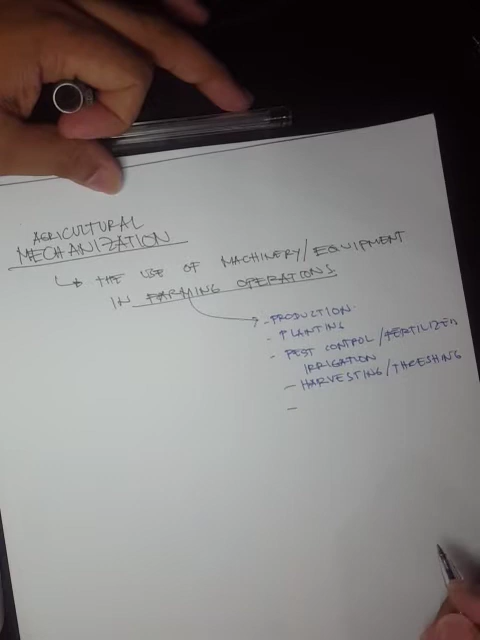 AGRICULTURAL
MECHANIZATION
↳ THE USE OF MACHINERY/EQUIPMENT
IN FARMING OPERATIONS
- PRODUCTION.
- PLANTING
- PEST CONTROL/FERTILIZER
IRRIGATION
- HARVESTING/THRESHING
-